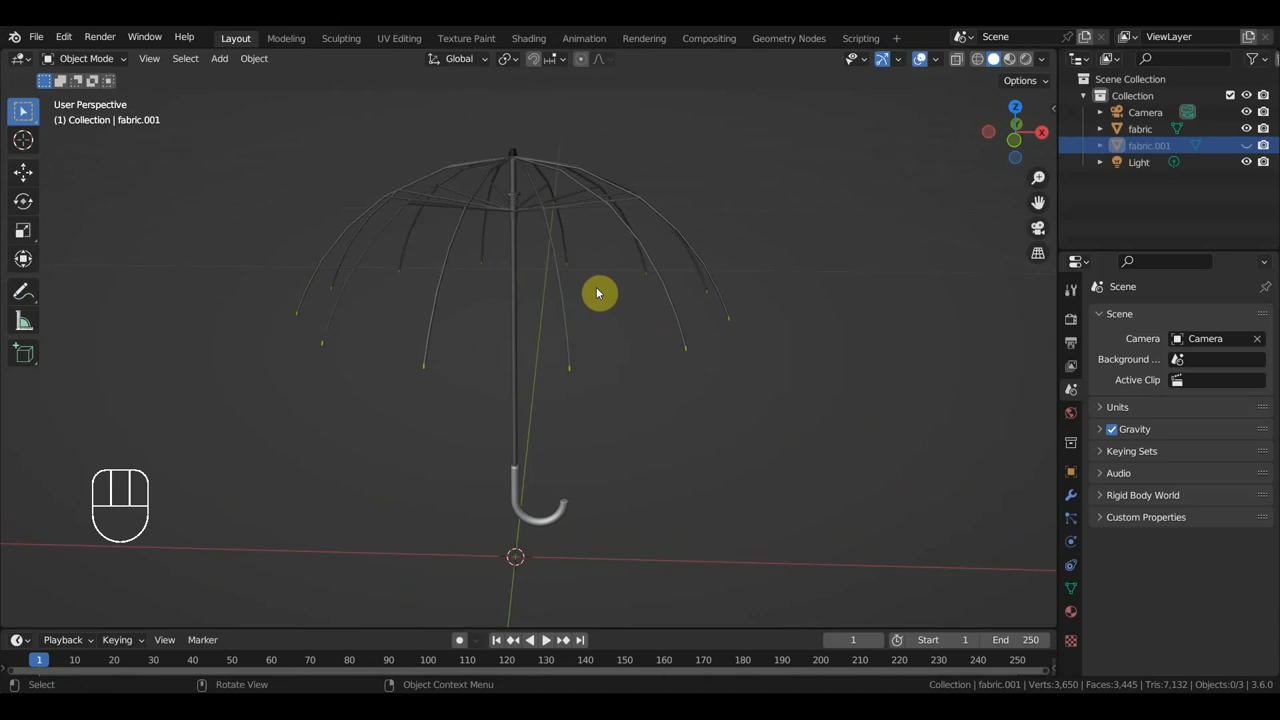 File Edit Render Window Help Layout Modeling Sculpting UV Editing Texture Paint Shading Animation Rendering Compositing Geometry Nodes Scripting + Scene ViewLayer
Object Mode View Select Add Object Global
Options
User Perspective
(1) Collection | fabric.001
Z
Y
X
Scene Collection
Collection
Camera
fabric
fabric.001
Light
Scene
Scene
Camera Camera
Background ...
Active Clip
Units
Gravity
Keying Sets
Audio
Rigid Body World
Custom Properties
Playback Keying View Marker 1 Start 1 End 250
1 10 20 30 40 50 60 70 80 90 100 110 120 130 140 150 160 170 180 190 200 210 220 230 240 250
Select Rotate View Object Context Menu Collection | fabric.001 | Verts:3,650 | Faces:3,445 | Tris:7,132 | Objects:0/3 | 3.6.0